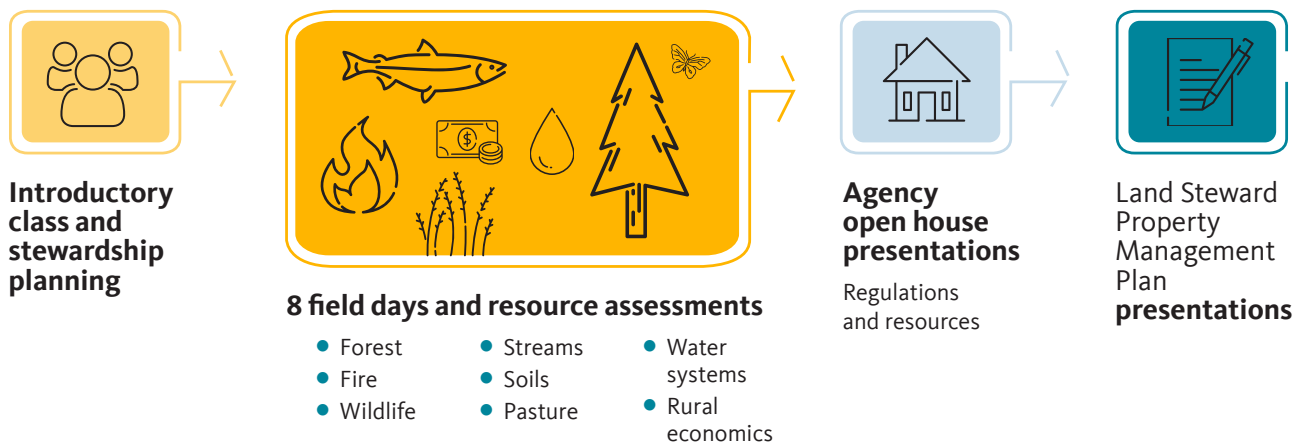 Introductory
class and
stewardship
planning
$
8 field days and resource assessments
Forest
Fire
Wildlife
Streams
Soils
Pasture
Water
systems
Rural
economics
Agency
open house
presentations
Regulations
and resources
Land Steward
Property
Management
Plan
presentations